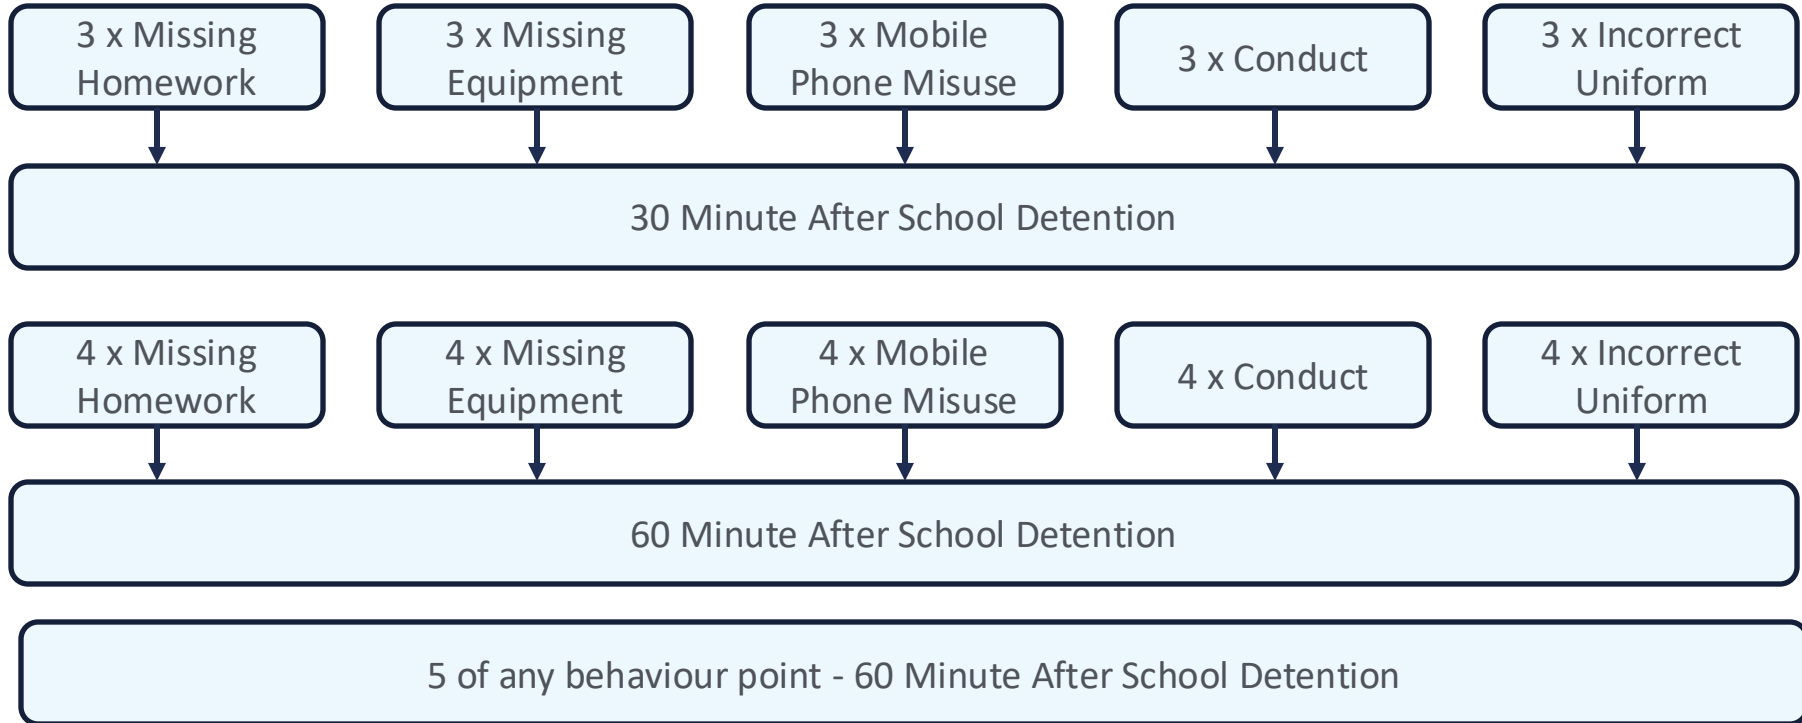 3 x Missing
Homework
3 x Missing
Equipment
3 x Mobile
Phone Misuse
3 x Conduct
3 x Incorrect
Uniform
30 Minute After School Detention
4 x Missing
Homework
4 x Missing
Equipment
4 x Mobile
Phone Misuse
4 x Conduct
4 x Incorrect
Uniform
60 Minute After School Detention
5 of any behaviour point - 60 Minute After School Detention